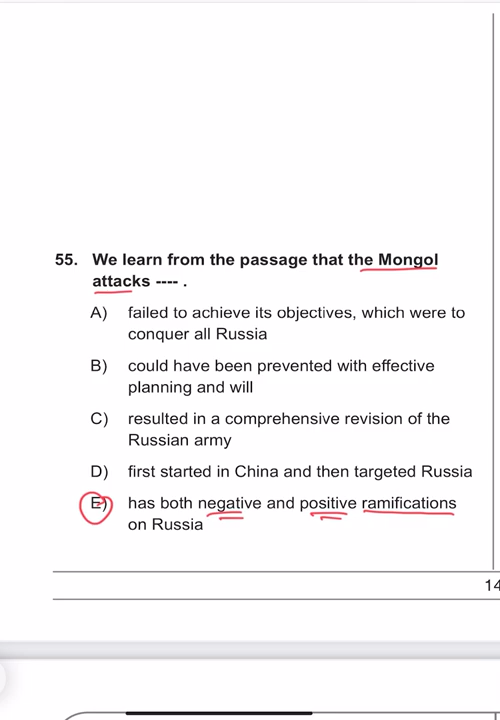 55. We learn from the passage that the Mongol
attacks ---- .
A) failed to achieve its objectives, which were to
conquer all Russia
B) could have been prevented with effective
planning and will
C) resulted in a comprehensive revision of the
Russian army
D) first started in China and then targeted Russia
E) has both negative and positive ramifications
on Russia
14